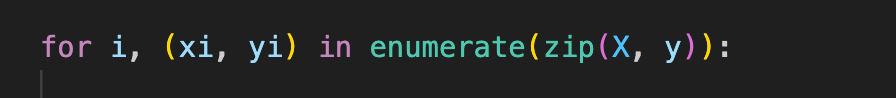 for i, (xi, yi) in enumerate(zip(X, y)):